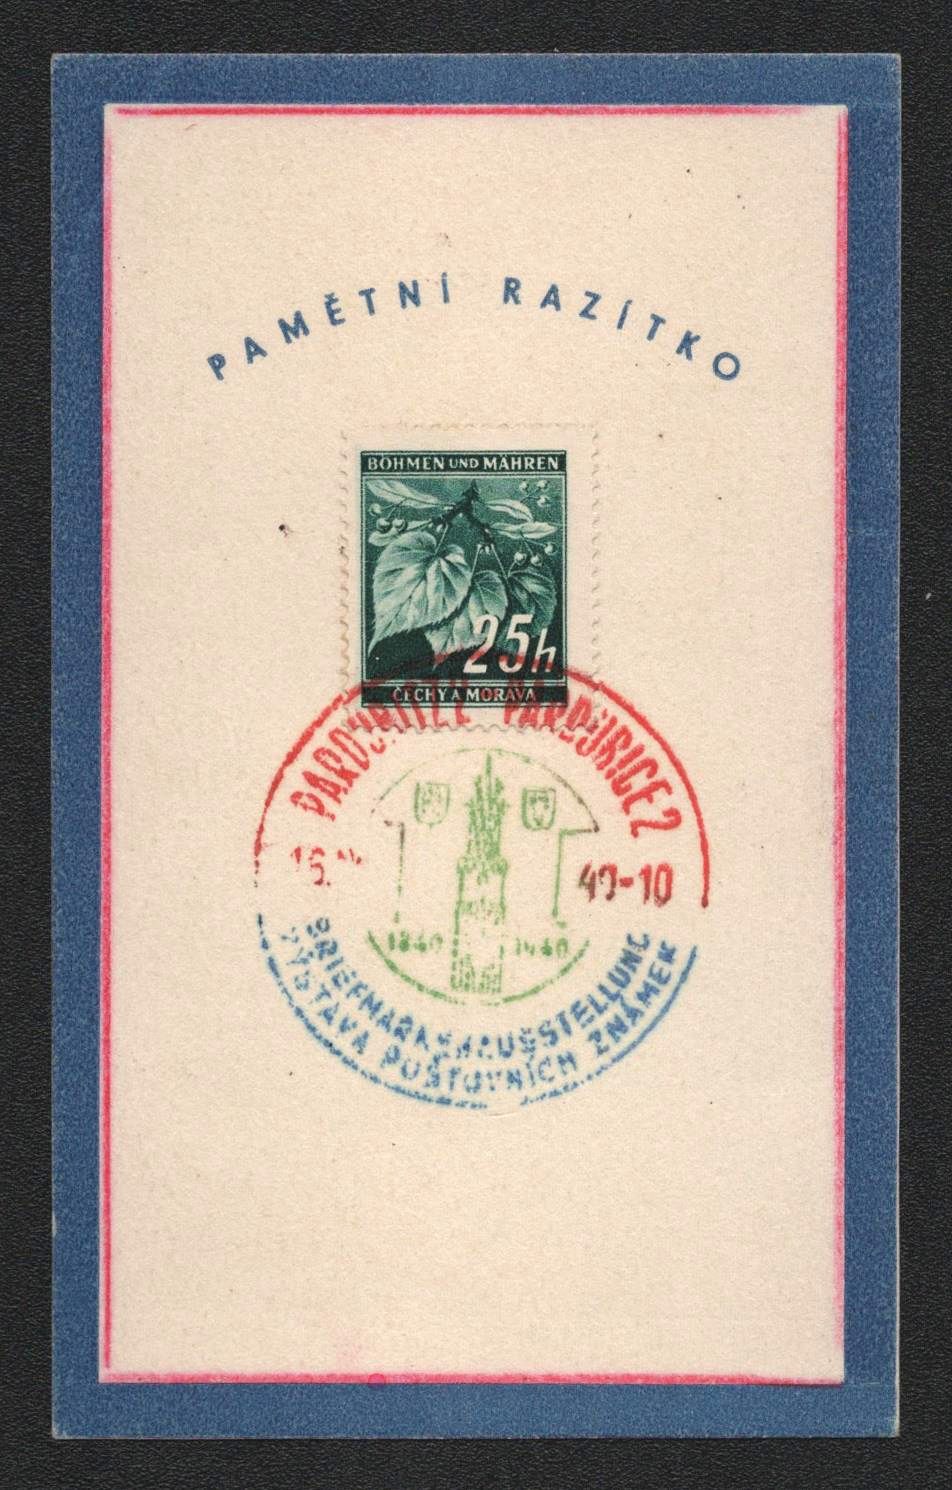 PAMĚTNÍ RAZÍTKO
BÖHMEN UND MÄHREN
25h
ČECHY A MORAVA
PARDUBITZ 2 PARDUBICE 2
16. 40-10
1840 1940
BRIEFMARKENAUSSTELLUNG
VÝSTAVA POŠTOVNÍCH ZNÁMEK